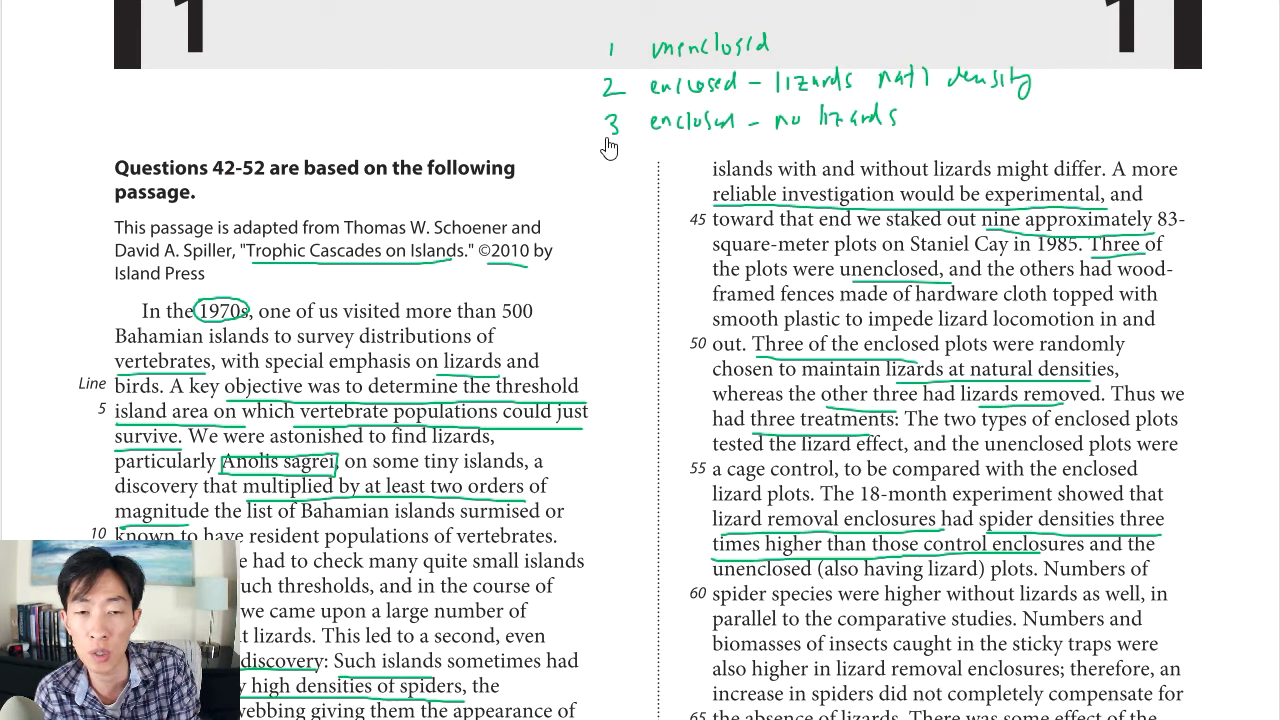 1 1
1 unenclosed
2 enclosed - lizards nat'l density
3 enclosed - no lizards
Questions 42-52 are based on the following
passage.
This passage is adapted from Thomas W. Schoener and
David A. Spiller, "Trophic Cascades on Islands." ©2010 by
Island Press
In the 1970s, one of us visited more than 500
Bahamian islands to survey distributions of
vertebrates, with special emphasis on lizards and
Line birds. A key objective was to determine the threshold
5 island area on which vertebrate populations could just
survive. We were astonished to find lizards,
particularly Anolis sagrei, on some tiny islands, a
discovery that multiplied by at least two orders of
magnitude the list of Bahamian islands surmised or
10 known to have resident populations of vertebrates.
had to check many quite small islands
thresholds, and in the course of
we came upon a large number of
lizards. This led to a second, even
discovery: Such islands sometimes had
high densities of spiders, the
webbing giving them the appearance of
islands with and without lizards might differ. A more
reliable investigation would be experimental, and
45 toward that end we staked out nine approximately 83-
square-meter plots on Staniel Cay in 1985. Three of
the plots were unenclosed, and the others had wood-
framed fences made of hardware cloth topped with
smooth plastic to impede lizard locomotion in and
50 out. Three of the enclosed plots were randomly
chosen to maintain lizards at natural densities,
whereas the other three had lizards removed. Thus we
had three treatments: The two types of enclosed plots
tested the lizard effect, and the unenclosed plots were
55 a cage control, to be compared with the enclosed
lizard plots. The 18-month experiment showed that
lizard removal enclosures had spider densities three
times higher than those control enclosures and the
unenclosed (also having lizard) plots. Numbers of
60 spider species were higher without lizards as well, in
parallel to the comparative studies. Numbers and
biomasses of insects caught in the sticky traps were
also higher in lizard removal enclosures; therefore, an
increase in spiders did not completely compensate for
65 the absence of lizards. There was some effect of the